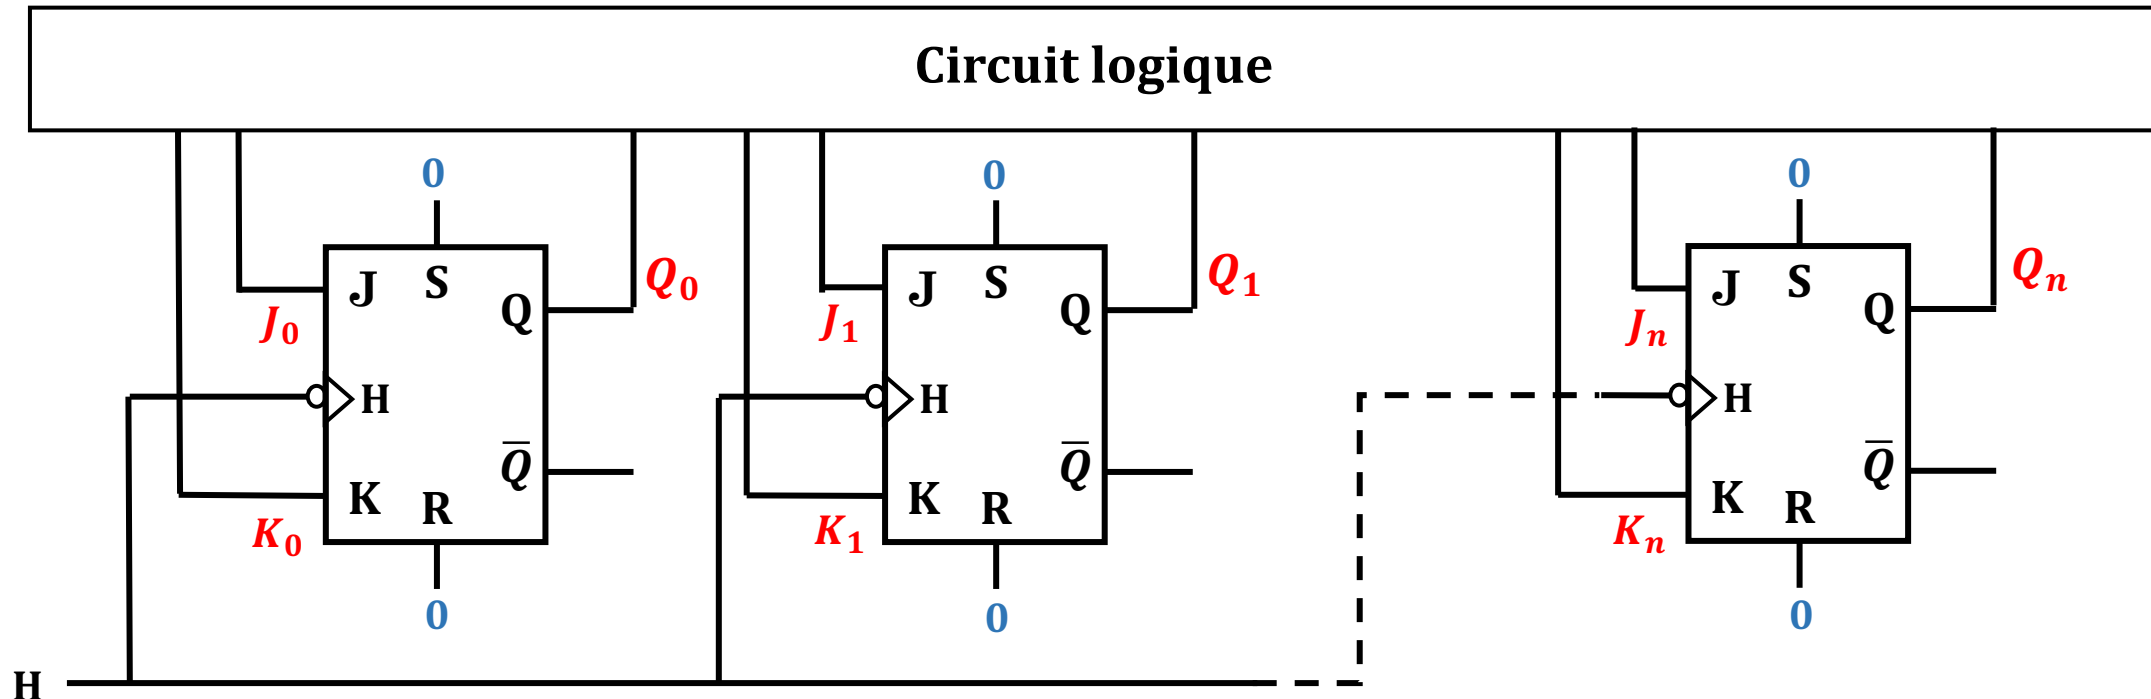 Circuit logique
0 0 0
J S Q Q₀ J S Q Q₁ J S Q Qₙ
J₀ J₁ Jₙ
H H H
K R Q̅ K R Q̅ K R Q̅
K₀ K₁ Kₙ
0 0 0
H